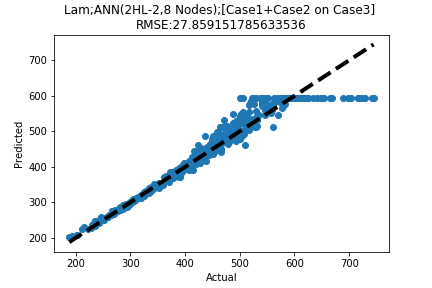 Lam;ANN(2HL-2,8 Nodes);[Case1+Case2 on Case3]
RMSE:27.859151785633536
700
600
500
400
300
200
Predicted
200 300 400 500 600 700
Actual